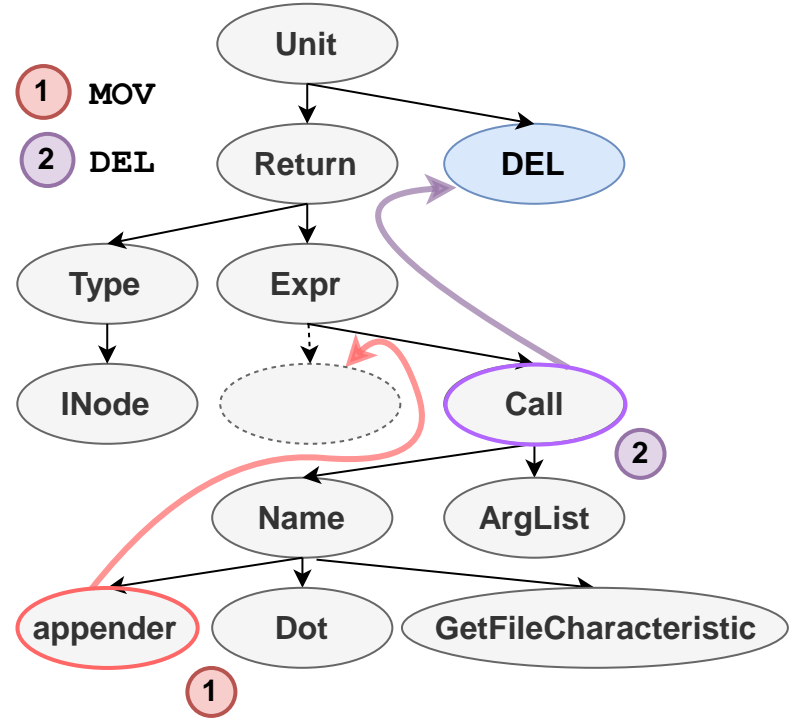 Unit
1 MOV
2 DEL
Return
DEL
Type
Expr
INode
Call
2
Name
ArgList
appender
Dot
GetFileCharacteristic
1